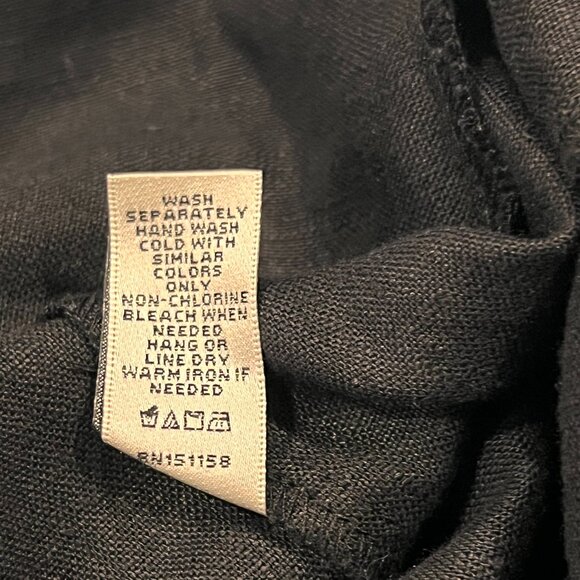 WASH
SEPARATELY
HAND WASH
COLD WITH
SIMILAR
COLORS
ONLY
NON-CHLORINE
BLEACH WHEN
NEEDED
HANG OR
LINE DRY
WARM IRON IF
NEEDED
RN151158